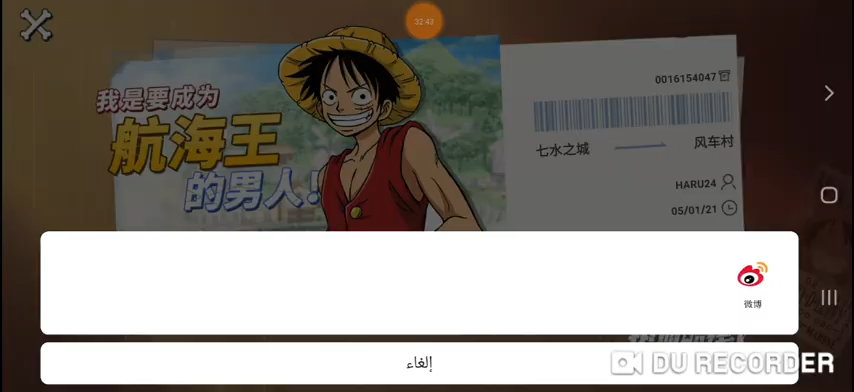 32:43
0016154047
我是要成为
航海王
的男人!
七水之城
风车村
HARU24
05/01/21
微博
إلغاء
DU RECORDER